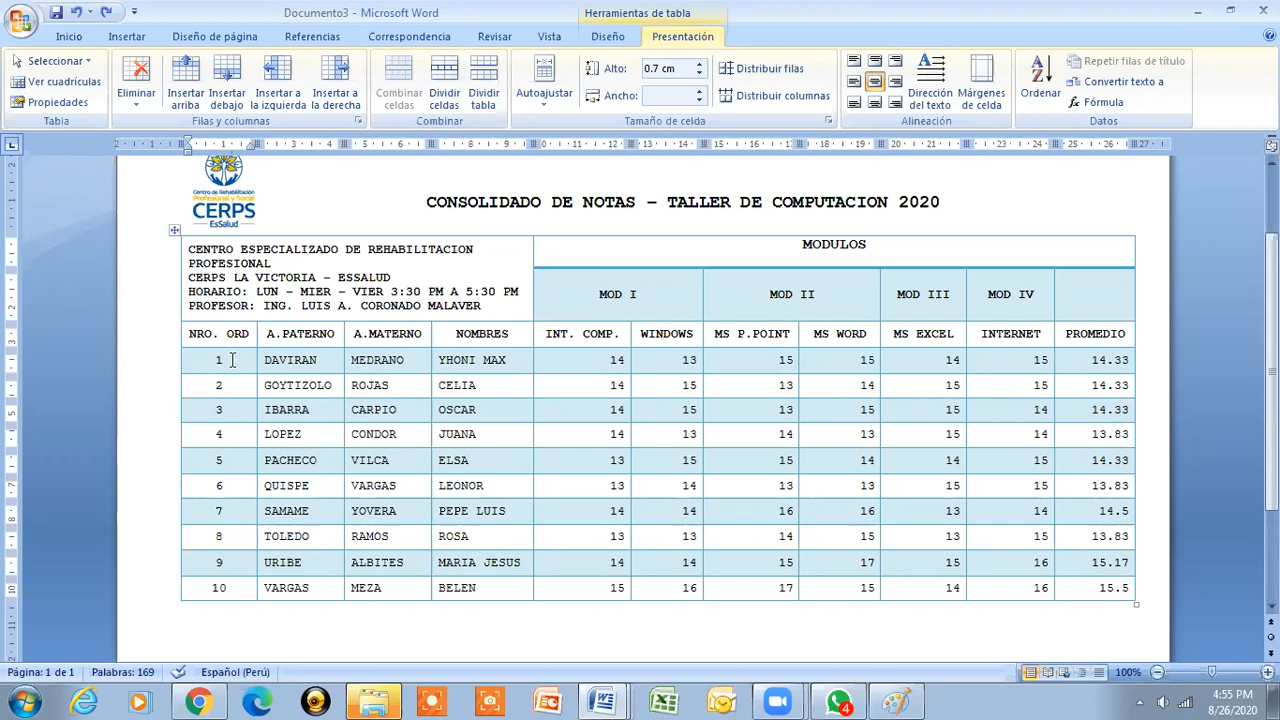 Documento3 - Microsoft Word
Herramientas de tabla
Inicio Insertar Diseño de página Referencias Correspondencia Revisar Vista Diseño Presentación
Seleccionar
Ver cuadrículas
Propiedades
Tabla
Eliminar
Insertar arriba
Insertar debajo
Insertar a la izquierda
Insertar a la derecha
Filas y columnas
Combinar celdas
Dividir celdas
Dividir tabla
Combinar
Autoajustar
Alto: 0.7 cm
Ancho:
Distribuir filas
Distribuir columnas
Tamaño de celda
Dirección del texto
Márgenes de celda
Alineación
Ordenar
Repetir filas de título
Convertir texto a
Fórmula
Datos
Centro de Rehabilitación
Profesional y Social
CERPS
EsSalud
CONSOLIDADO DE NOTAS – TALLER DE COMPUTACION 2020
CENTRO ESPECIALIZADO DE REHABILITACION
PROFESIONAL
CERPS LA VICTORIA – ESSALUD
HORARIO: LUN – MIER – VIER 3:30 PM A 5:30 PM
PROFESOR: ING. LUIS A. CORONADO MALAVER
MODULOS
MOD I MOD II MOD III MOD IV
NRO. ORD A.PATERNO A.MATERNO NOMBRES INT. COMP. WINDOWS MS P.POINT MS WORD MS EXCEL INTERNET PROMEDIO
1 DAVIRAN MEDRANO YHONI MAX 14 13 15 15 14 15 14.33
2 GOYTIZOLO ROJAS CELIA 14 15 13 14 15 15 14.33
3 IBARRA CARPIO OSCAR 14 15 13 15 15 14 14.33
4 LOPEZ CONDOR JUANA 14 13 14 13 15 14 13.83
5 PACHECO VILCA ELSA 13 15 15 14 14 15 14.33
6 QUISPE VARGAS LEONOR 13 14 13 13 15 15 13.83
7 SAMAME YOVERA PEPE LUIS 14 14 16 16 13 14 14.5
8 TOLEDO RAMOS ROSA 13 13 14 15 13 15 13.83
9 URIBE ALBITES MARIA JESUS 14 14 15 17 15 16 15.17
10 VARGAS MEZA BELEN 15 16 17 15 14 16 15.5
Página: 1 de 1 Palabras: 169 Español (Perú) 100%
4
4:55 PM
8/26/2020